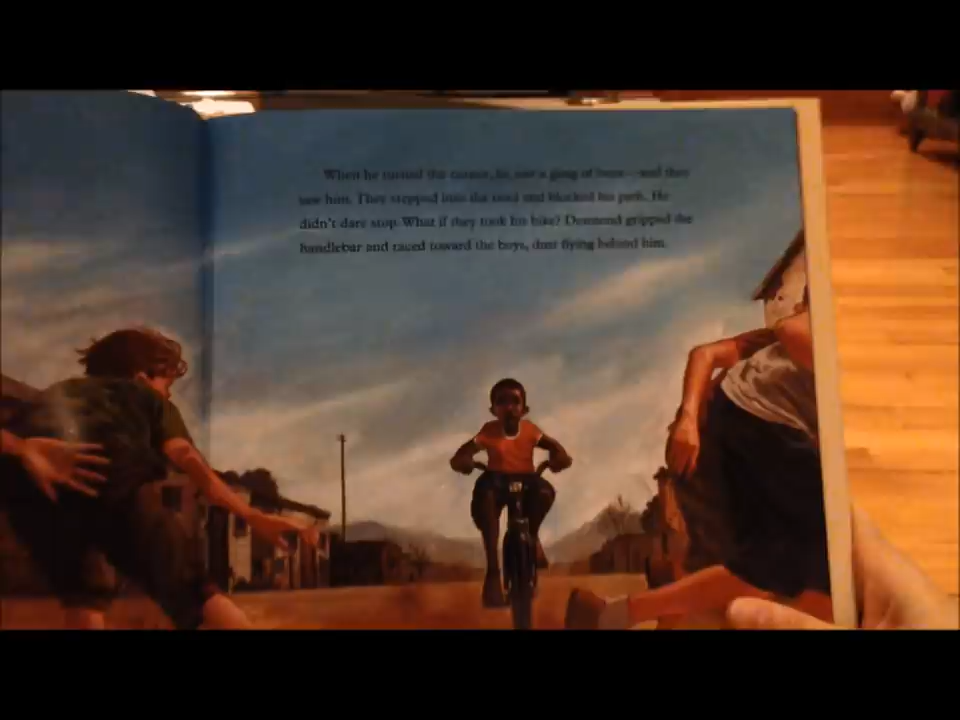 When he turned the corner, he saw a gang of boys—and they
saw him. They stepped into the road and blocked his path. He
didn't dare stop. What if they took his bike? Desmond gripped the
handlebar and raced toward the boys, dust flying behind him.